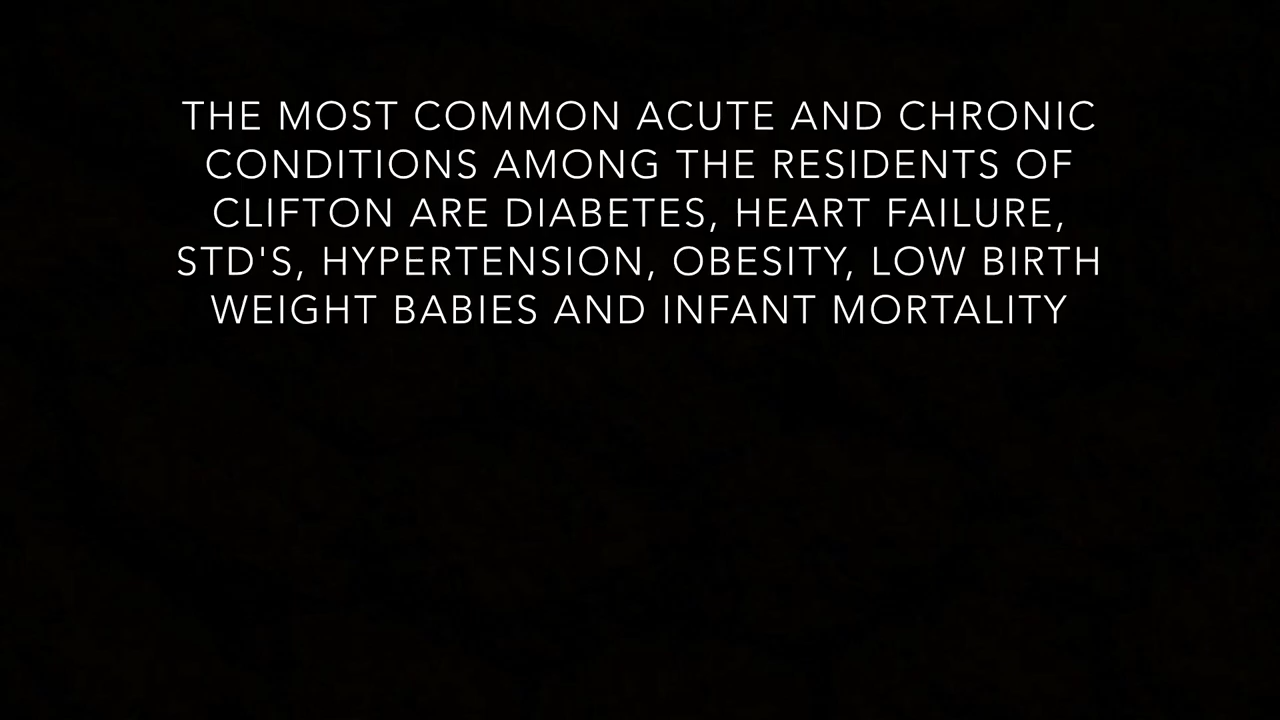 THE MOST COMMON ACUTE AND CHRONIC
CONDITIONS AMONG THE RESIDENTS OF
CLIFTON ARE DIABETES, HEART FAILURE,
STD'S, HYPERTENSION, OBESITY, LOW BIRTH
WEIGHT BABIES AND INFANT MORTALITY